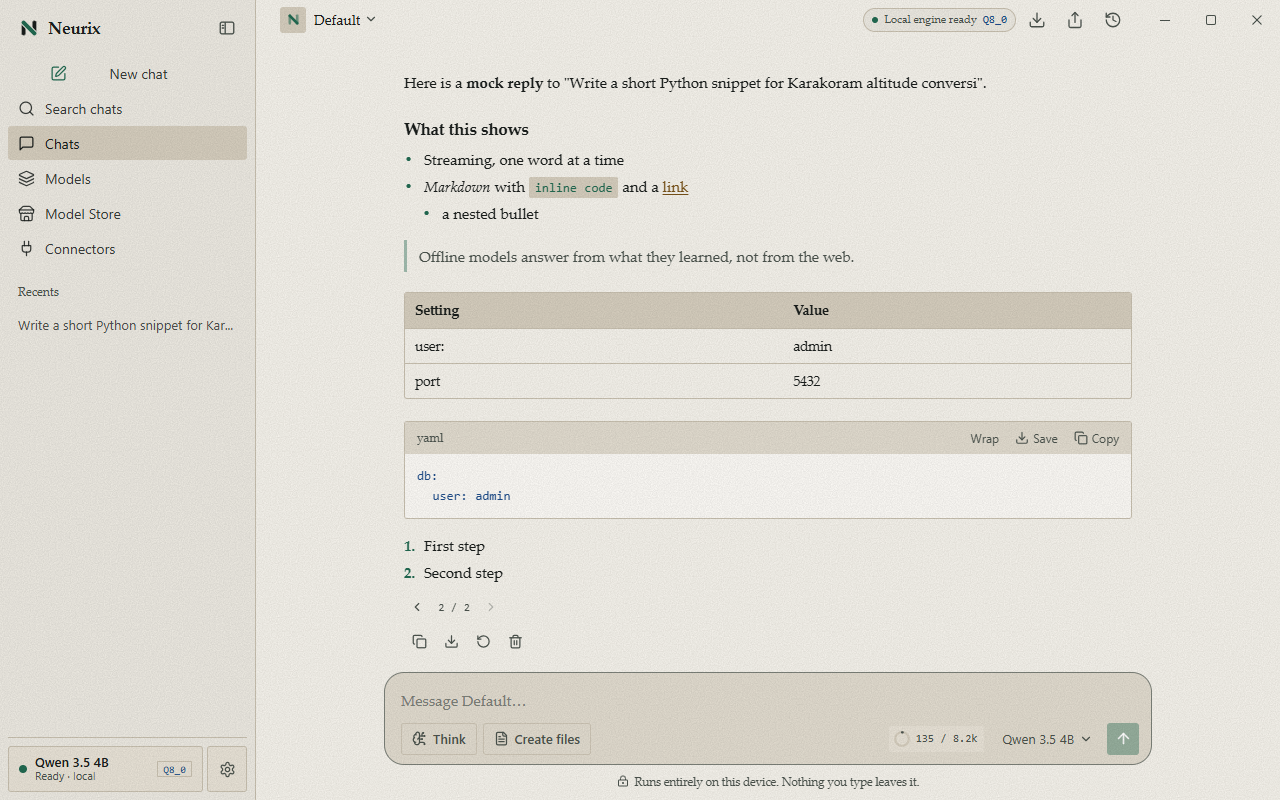 Neurix
New chat
Search chats
Chats
Models
Model Store
Connectors
Recents
Write a short Python snippet for Kar...
Qwen 3.5 4B
Ready · local
Q8_0
Default
Local engine ready Q8_0
Here is a mock reply to "Write a short Python snippet for Karakoram altitude conversi".
What this shows
• Streaming, one word at a time
• Markdown with inline code and a link
• a nested bullet
Offline models answer from what they learned, not from the web.
Setting Value
user: admin
port 5432
yaml Wrap Save Copy
db:
  user: admin
1. First step
2. Second step
2 / 2
Message Default…
Think Create files 135 / 8.2k Qwen 3.5 4B
Runs entirely on this device. Nothing you type leaves it.